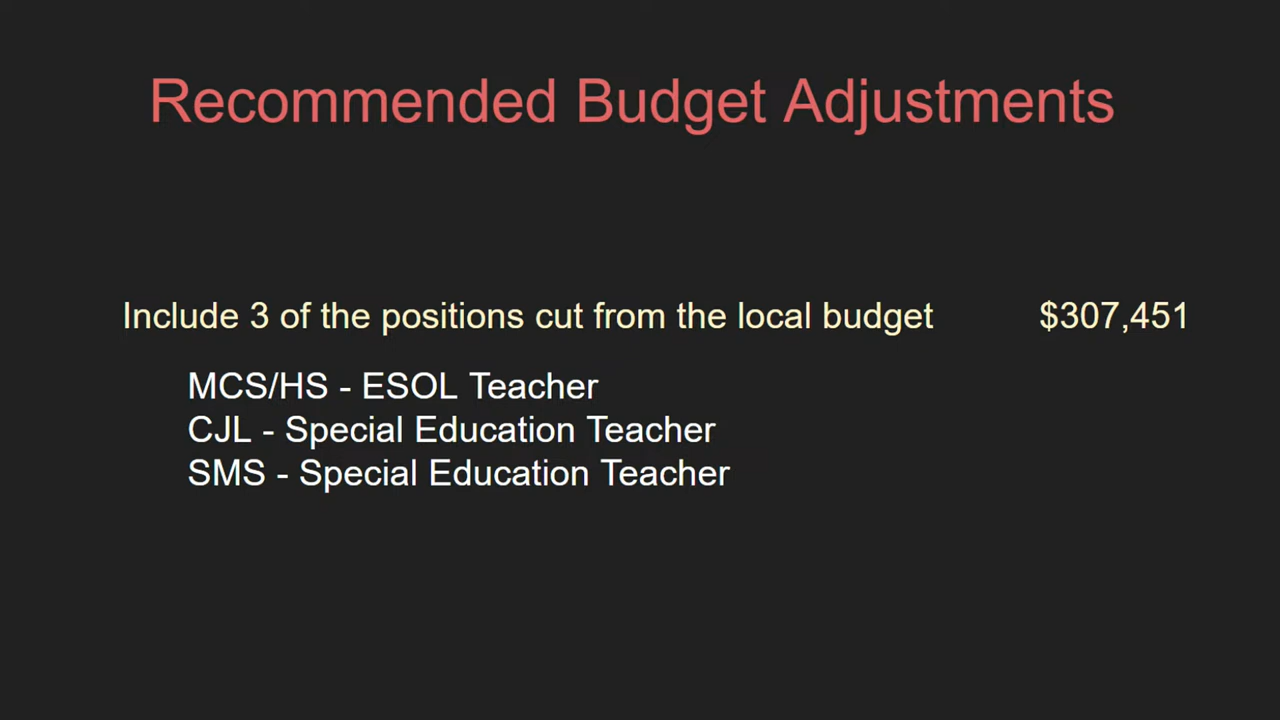 Recommended Budget Adjustments
Include 3 of the positions cut from the local budget $307,451
MCS/HS - ESOL Teacher
CJL - Special Education Teacher
SMS - Special Education Teacher